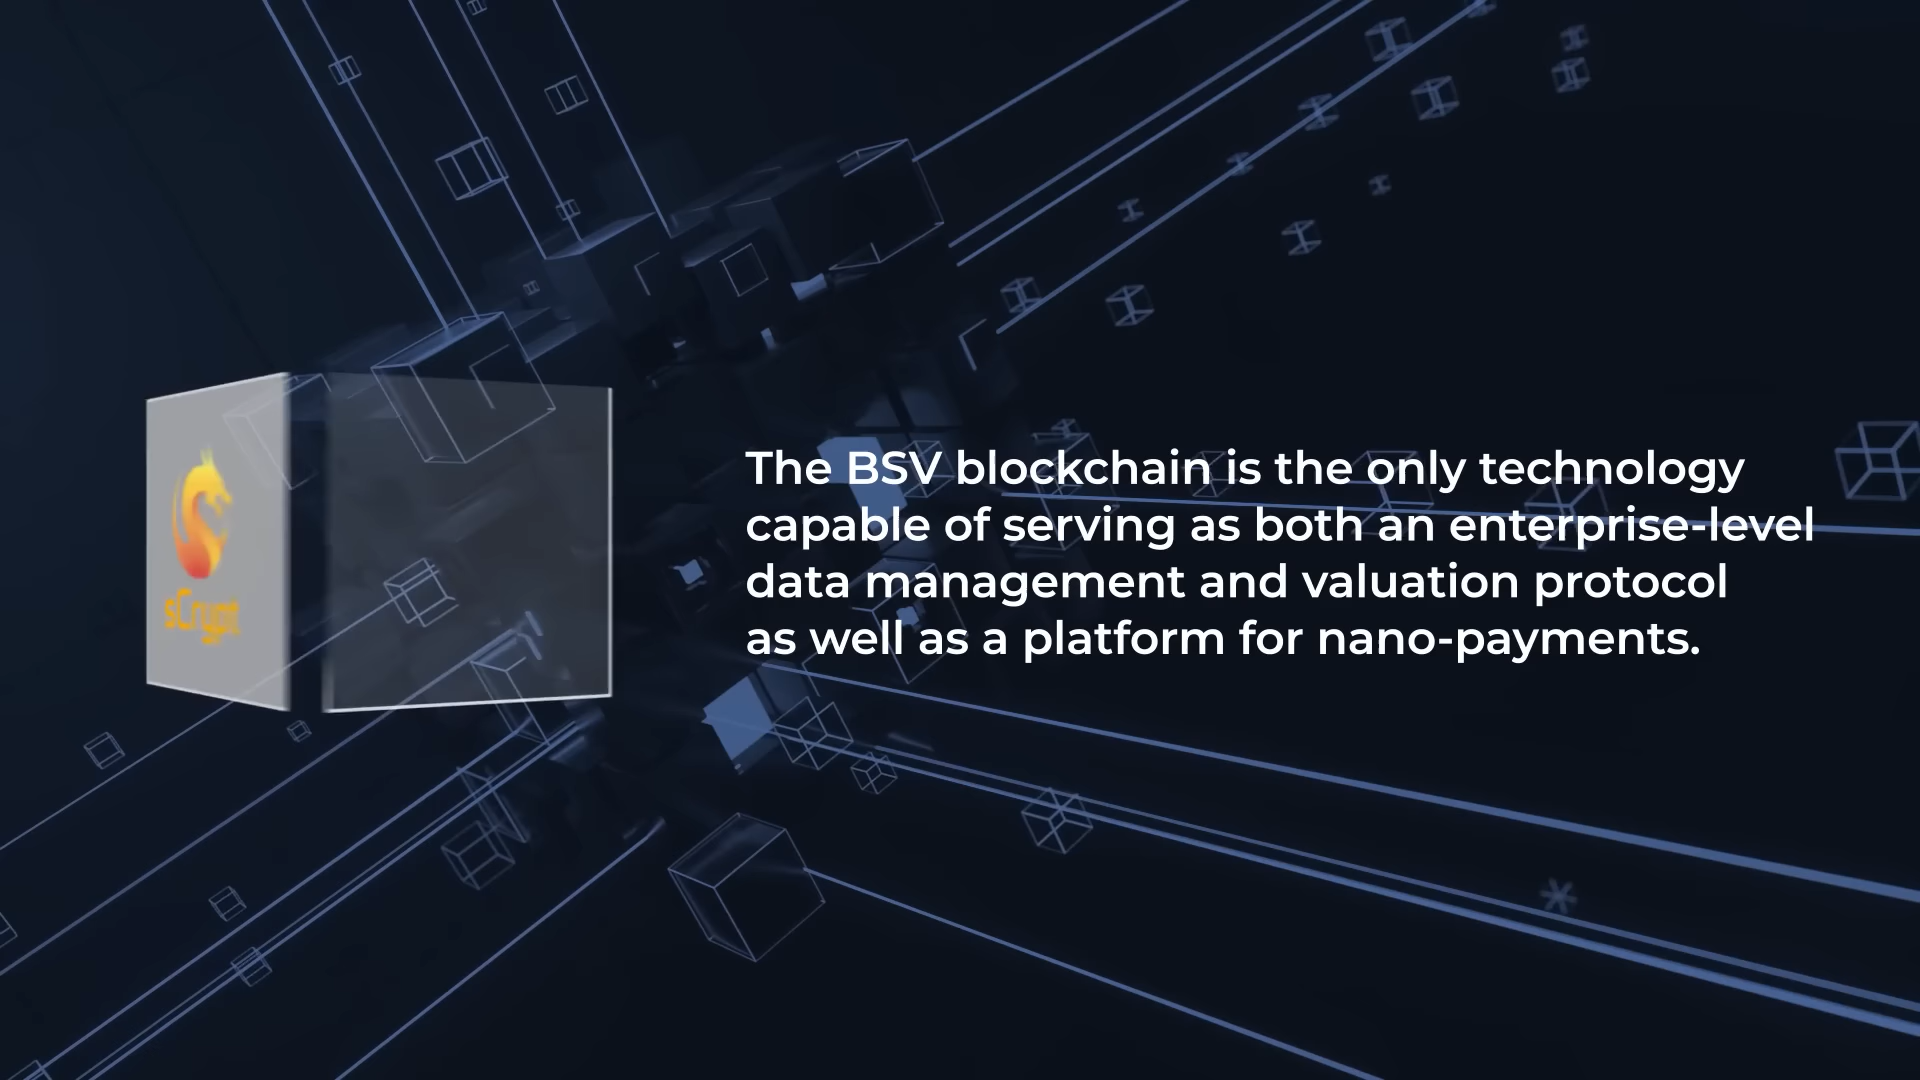 sCrypt
The BSV blockchain is the only technology
capable of serving as both an enterprise-level
data management and valuation protocol
as well as a platform for nano-payments.